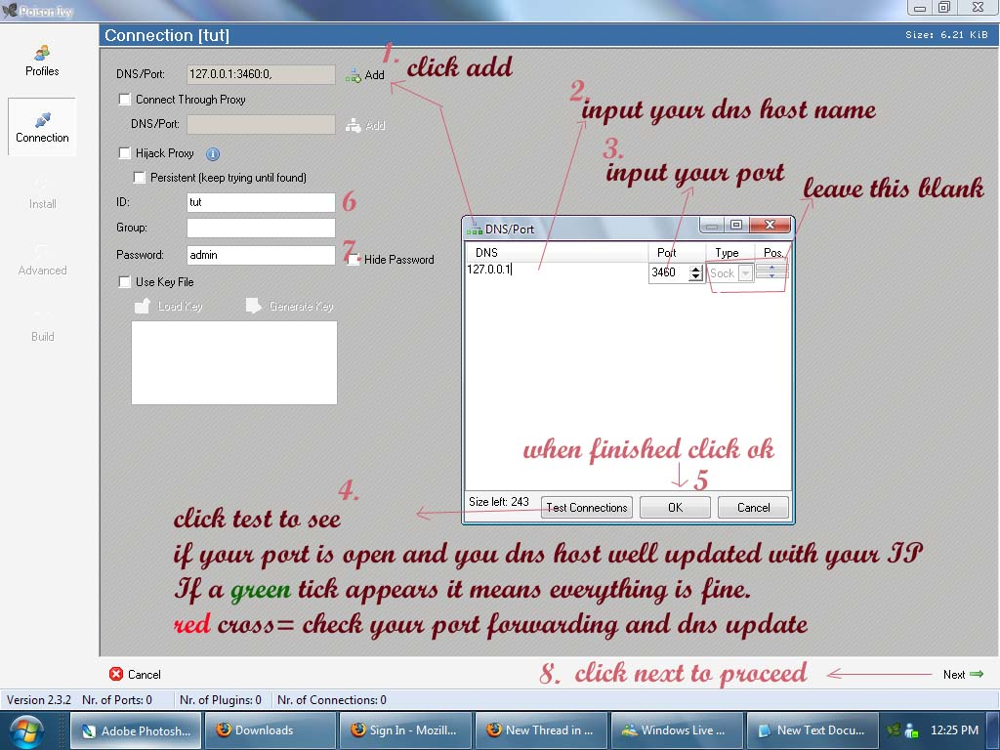 Poison Ivy
Connection [tut]
Size: 6.21 KiB
Profiles
Connection
Install
Advanced
Build
DNS/Port:
127.0.0.1:3460:0,
Add
1. click add
Connect Through Proxy
DNS/Port:
Add
Hijack Proxy
Persistent (keep trying until found)
ID:
tut
6
Group:
Password:
admin
7.
Hide Password
Use Key File
Load Key
Generate Key
2.
input your dns host name
3.
input your port
leave this blank
DNS/Port
DNS
Port
Type
Pos.
127.0.0.1
3460
Sock
when finished click ok
5
Size left: 243
Test Connections
OK
Cancel
4.
click test to see
if your port is open and you dns host well updated with your IP
If a green tick appears it means everything is fine.
red cross= check your port forwarding and dns update
Cancel
8. click next to proceed
Next
Version 2.3.2
Nr. of Ports: 0
Nr. of Plugins: 0
Nr. of Connections: 0
Adobe Photosh...
Downloads
Sign In - Mozill...
New Thread in ...
Windows Live ...
New Text Docu...
12:25 PM